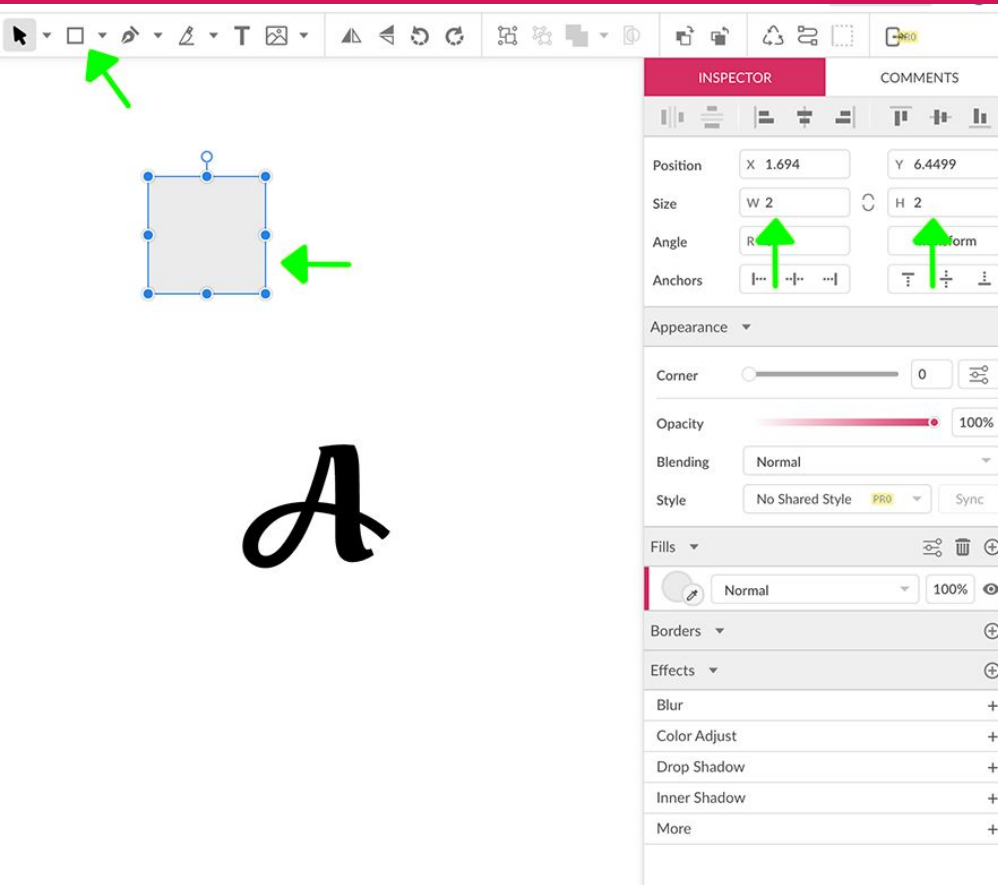 PRO
INSPECTOR COMMENTS
Position X 1.694 Y 6.4499
Size W 2 H 2
Angle R
Anchors
Appearance
Corner 0
Opacity 100%
Blending Normal
Style No Shared Style PRO Sync
Fills
Normal 100%
Borders
Effects
Blur
Color Adjust
Drop Shadow
Inner Shadow
More
A